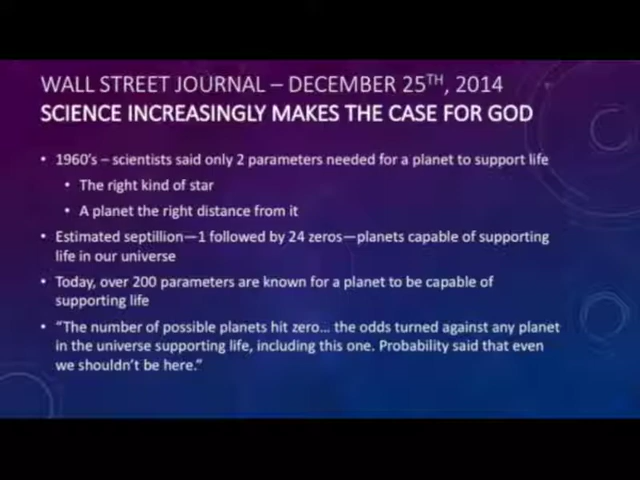 WALL STREET JOURNAL – DECEMBER 25TH, 2014
SCIENCE INCREASINGLY MAKES THE CASE FOR GOD
• 1960's – scientists said only 2 parameters needed for a planet to support life
• The right kind of star
• A planet the right distance from it
• Estimated septillion—1 followed by 24 zeros—planets capable of supporting
life in our universe
• Today, over 200 parameters are known for a planet to be capable of
supporting life
• “The number of possible planets hit zero… the odds turned against any planet
in the universe supporting life, including this one. Probability said that even
we shouldn't be here.”